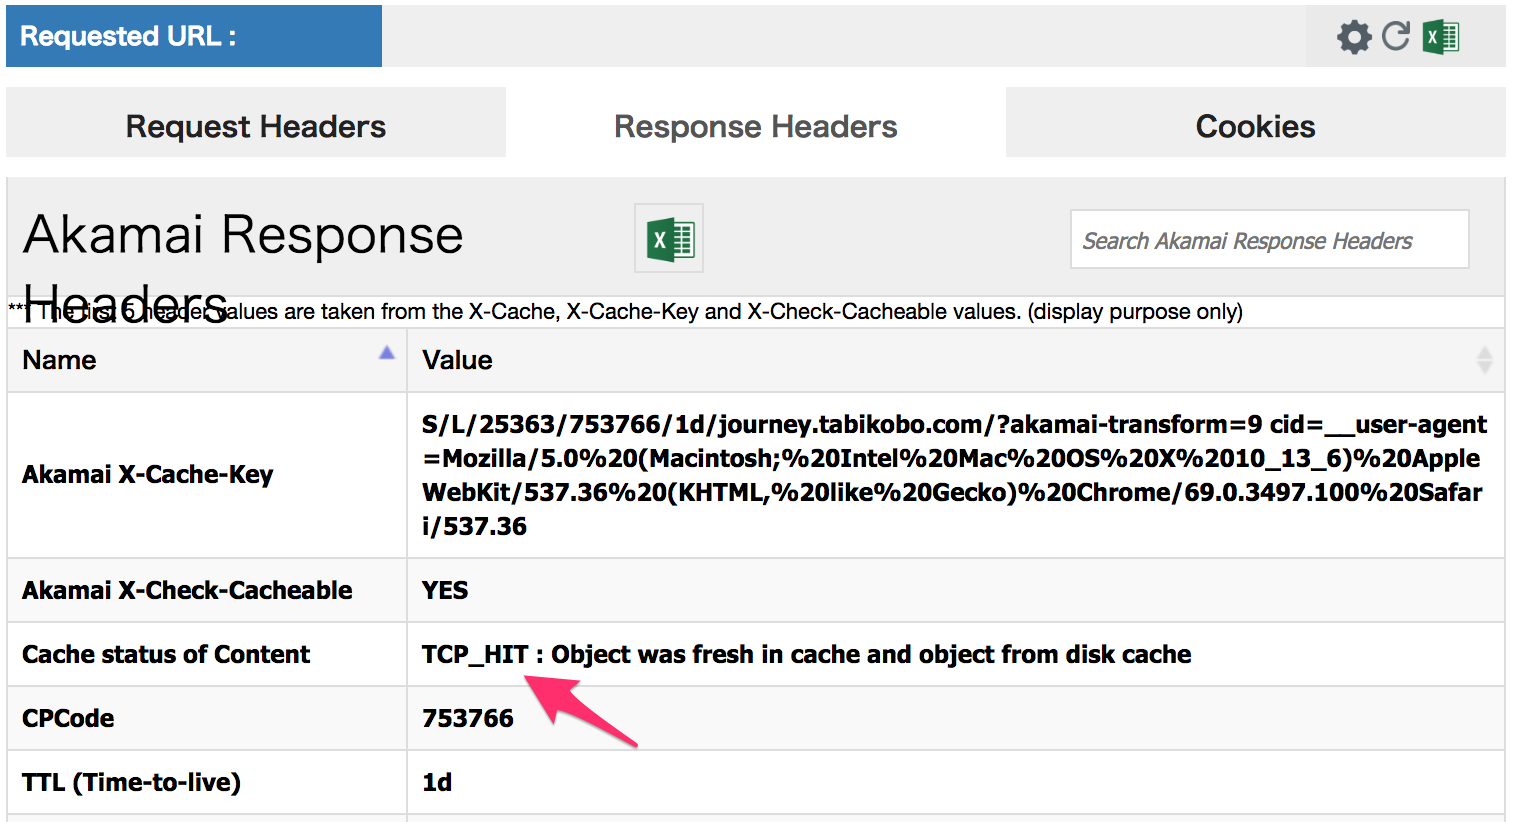 Requested URL :
Request Headers
Response Headers
Cookies
Akamai Response
Headers
Search Akamai Response Headers
*** The first 5 header values are taken from the X-Cache, X-Cache-Key and X-Check-Cacheable values. (display purpose only)
Name
Value
Akamai X-Cache-Key
S/L/25363/753766/1d/journey.tabikobo.com/?akamai-transform=9 cid=__user-agent
=Mozilla/5.0%20(Macintosh;%20Intel%20Mac%20OS%20X%2010_13_6)%20Apple
WebKit/537.36%20(KHTML,%20like%20Gecko)%20Chrome/69.0.3497.100%20Safar
i/537.36
Akamai X-Check-Cacheable
YES
Cache status of Content
TCP_HIT : Object was fresh in cache and object from disk cache
CPCode
753766
TTL (Time-to-live)
1d